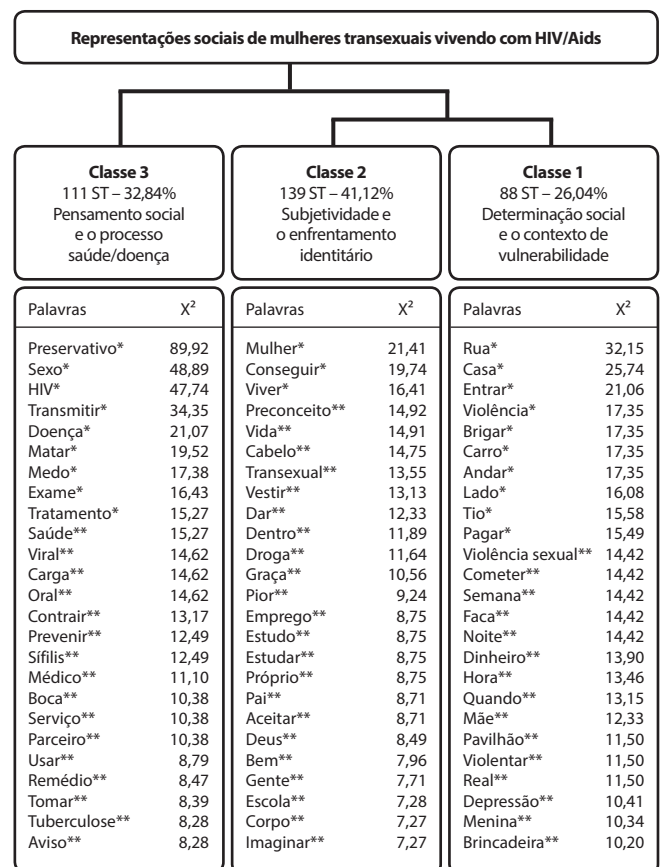 Representações sociais de mulheres transexuais vivendo com HIV/Aids
Classe 3
111 ST – 32,84%
Pensamento social
e o processo
saúde/doença
Palavras X²
Preservativo* 89,92
Sexo* 48,89
HIV* 47,74
Transmitir* 34,35
Doença* 21,07
Matar* 19,52
Medo* 17,38
Exame* 16,43
Tratamento* 15,27
Saúde** 15,27
Viral** 14,62
Carga** 14,62
Oral** 14,62
Contrair** 13,17
Prevenir** 12,49
Sífilis** 12,49
Médico** 11,10
Boca** 10,38
Serviço** 10,38
Parceiro** 10,38
Usar** 8,79
Remédio** 8,47
Tomar** 8,39
Tuberculose** 8,28
Aviso** 8,28
Classe 2
139 ST – 41,12%
Subjetividade e
o enfrentamento
identitário
Palavras X²
Mulher* 21,41
Conseguir* 19,74
Viver* 16,41
Preconceito** 14,92
Vida** 14,91
Cabelo** 14,75
Transexual** 13,55
Vestir** 13,13
Dar** 12,33
Dentro** 11,89
Droga** 11,64
Graça** 10,56
Pior** 9,24
Emprego** 8,75
Estudo** 8,75
Estudar** 8,75
Próprio** 8,75
Pai** 8,71
Aceitar** 8,71
Deus** 8,49
Bem** 7,96
Gente** 7,71
Escola** 7,28
Corpo** 7,27
Imaginar** 7,27
Classe 1
88 ST – 26,04%
Determinação social
e o contexto de
vulnerabilidade
Palavras X²
Rua* 32,15
Casa* 25,74
Entrar* 21,06
Violência* 17,35
Brigar* 17,35
Carro* 17,35
Andar* 17,35
Lado* 16,08
Tio* 15,58
Pagar* 15,49
Violência sexual** 14,42
Cometer** 14,42
Semana** 14,42
Faca** 14,42
Noite** 14,42
Dinheiro** 13,90
Hora** 13,46
Quando** 13,15
Mãe** 12,33
Pavilhão** 11,50
Violentar** 11,50
Real** 11,50
Depressão** 10,41
Menina** 10,34
Brincadeira** 10,20